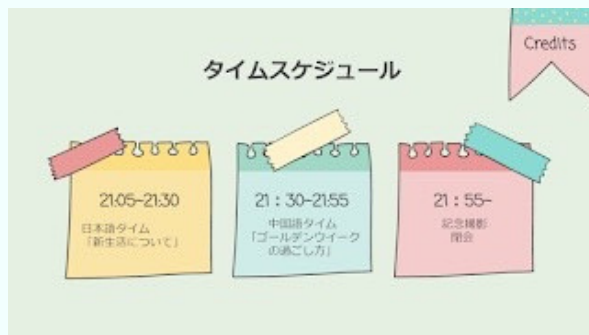 Credits
タイムスケジュール
21:05-21:30
日本語タイム
「新生活について」
21：30-21:55
中国語タイム
「ゴールデンウイーク
の過ごし方」
21：55-
記念撮影
閉会